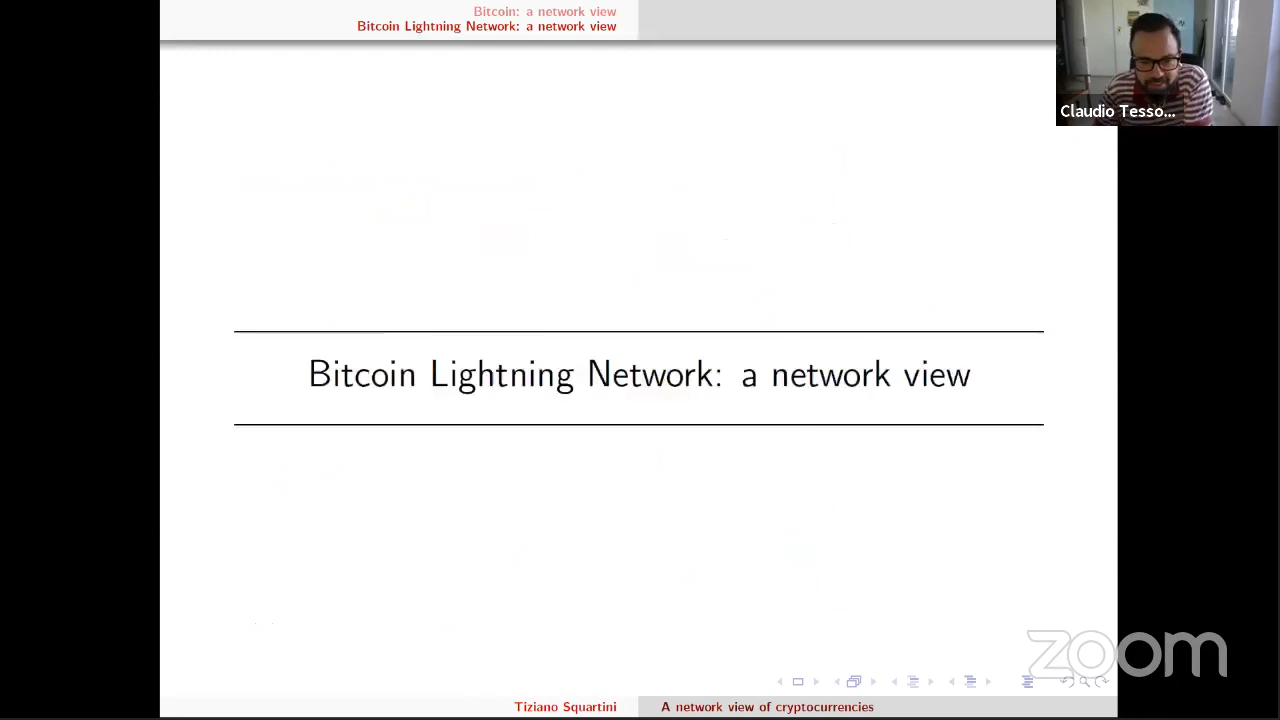 Bitcoin: a network view
Bitcoin Lightning Network: a network view
Claudio Tesso...
Bitcoin Lightning Network: a network view
zoom
Tiziano Squartini
A network view of cryptocurrencies